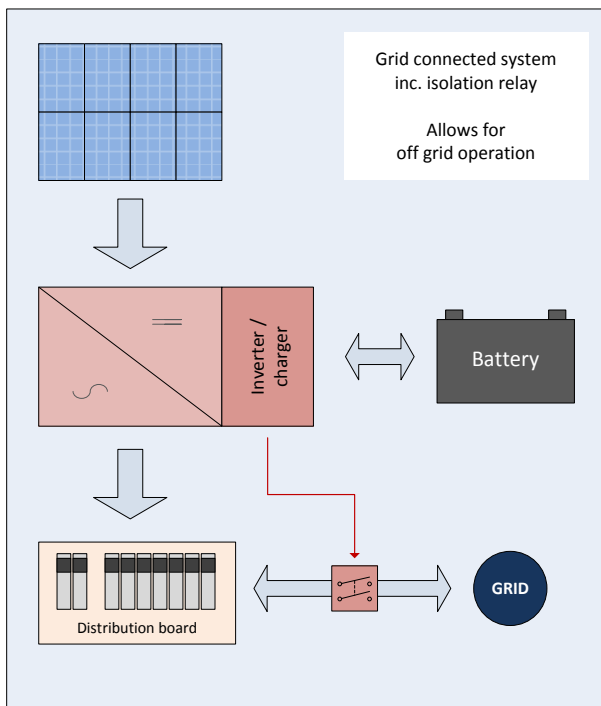 Grid connected system
inc. isolation relay
Allows for
off grid operation
Inverter /
charger
Battery
Distribution board
GRID